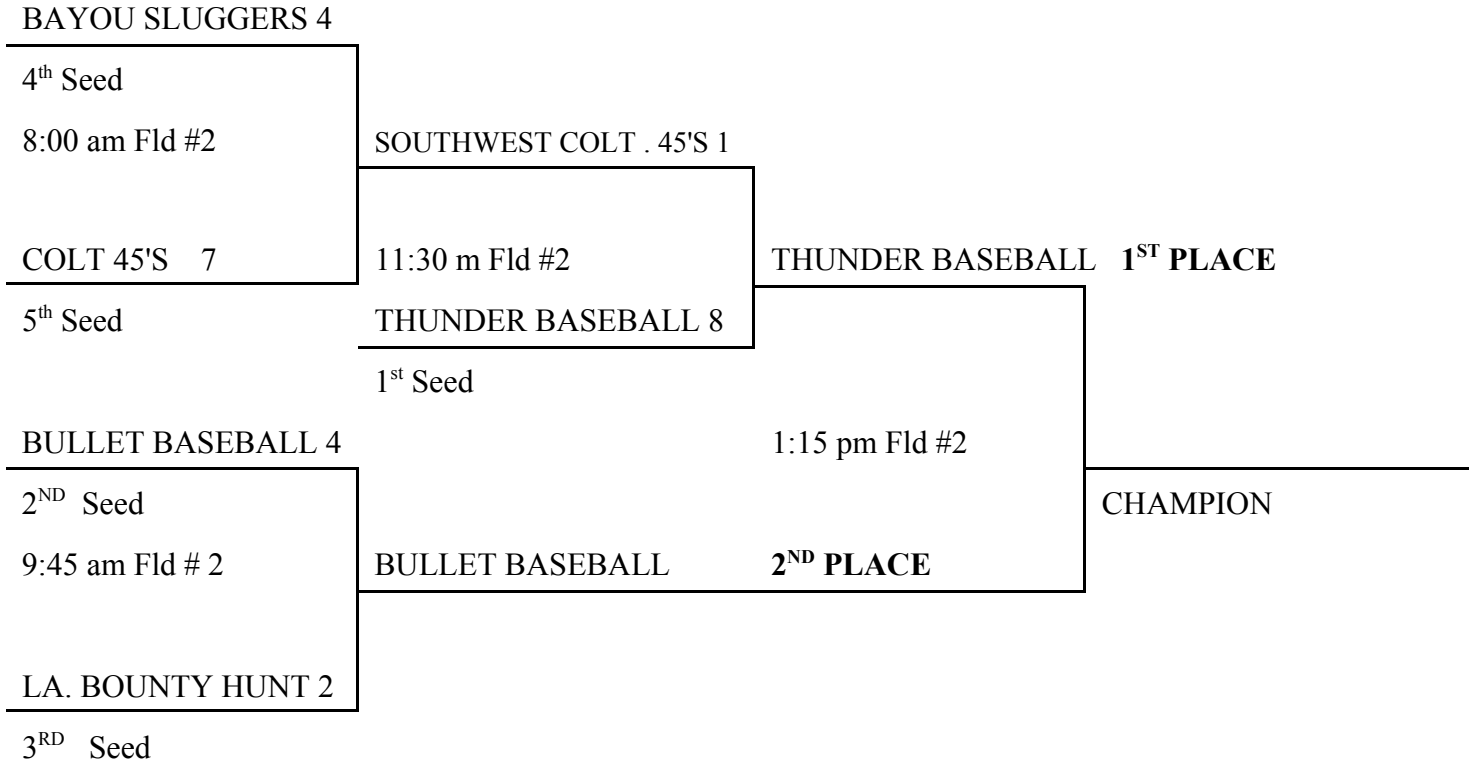 BAYOU SLUGGERS 4
4th Seed
8:00 am Fld #2
SOUTHWEST COLT . 45'S 1
COLT 45'S 7
11:30 m Fld #2
THUNDER BASEBALL 1ST PLACE
5th Seed
THUNDER BASEBALL 8
1st Seed
BULLET BASEBALL 4
1:15 pm Fld #2
2ND Seed
CHAMPION
9:45 am Fld # 2
BULLET BASEBALL 2ND PLACE
LA. BOUNTY HUNT 2
3RD Seed